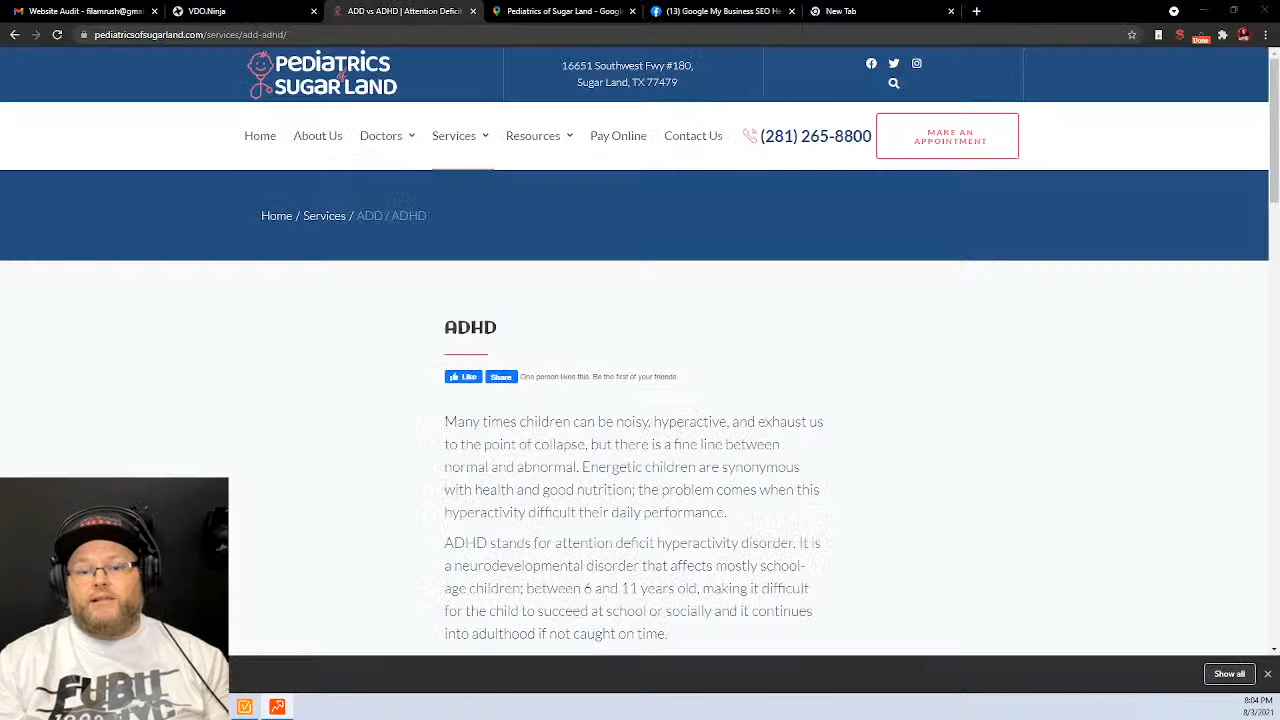 Website Audit - filamrush@gma
VDO.Ninja
ADD vs ADHD | Attention Defici
Pediatrics of Sugar Land - Googl
(13) Google My Business SEO He
New Tab
pediatricsofsugarland.com/services/add-adhd/
Done
PEDIATRICS
of
SUGAR LAND
16651 Southwest Fwy #180,
Sugar Land, TX 77479
Home
About Us
Doctors
Services
Resources
Pay Online
Contact Us
(281) 265-8800
MAKE AN
APPOINTMENT
Home / Services / ADD / ADHD
ADHD
Like
Share
One person likes this. Be the first of your friends
Many times children can be noisy, hyperactive, and exhaust us
to the point of collapse, but there is a fine line between
normal and abnormal. Energetic children are synonymous
with health and good nutrition; the problem comes when this
hyperactivity difficult their daily performance.
ADHD stands for attention deficit hyperactivity disorder. It is
a neurodevelopmental disorder that affects mostly school-
age children; between 6 and 11 years old, making it difficult
for the child to succeed at school or socially and it continues
into adulthood if not caught on time.
FUBU
Show all
8:04 PM
8/3/2021